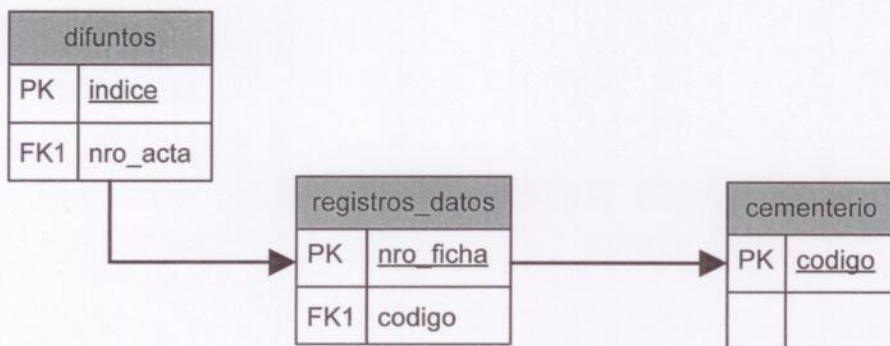 difuntos
PK indice
FK1 nro_acta
registros_datos
PK nro_ficha
FK1 codigo
cementerio
PK codigo